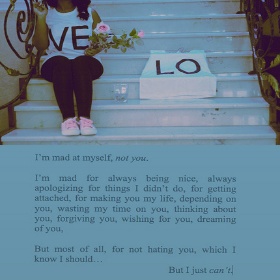 VE
LO
I'm mad at myself, not you.
I'm mad for always being nice, always
apologizing for things I didn't do, for getting
attached, for making you my life, depending on
you, wasting my time on you, thinking about
you, forgiving you, wishing for you, dreaming
of you,
But most of all, for not hating you, which I
know I should...
But I just can't.